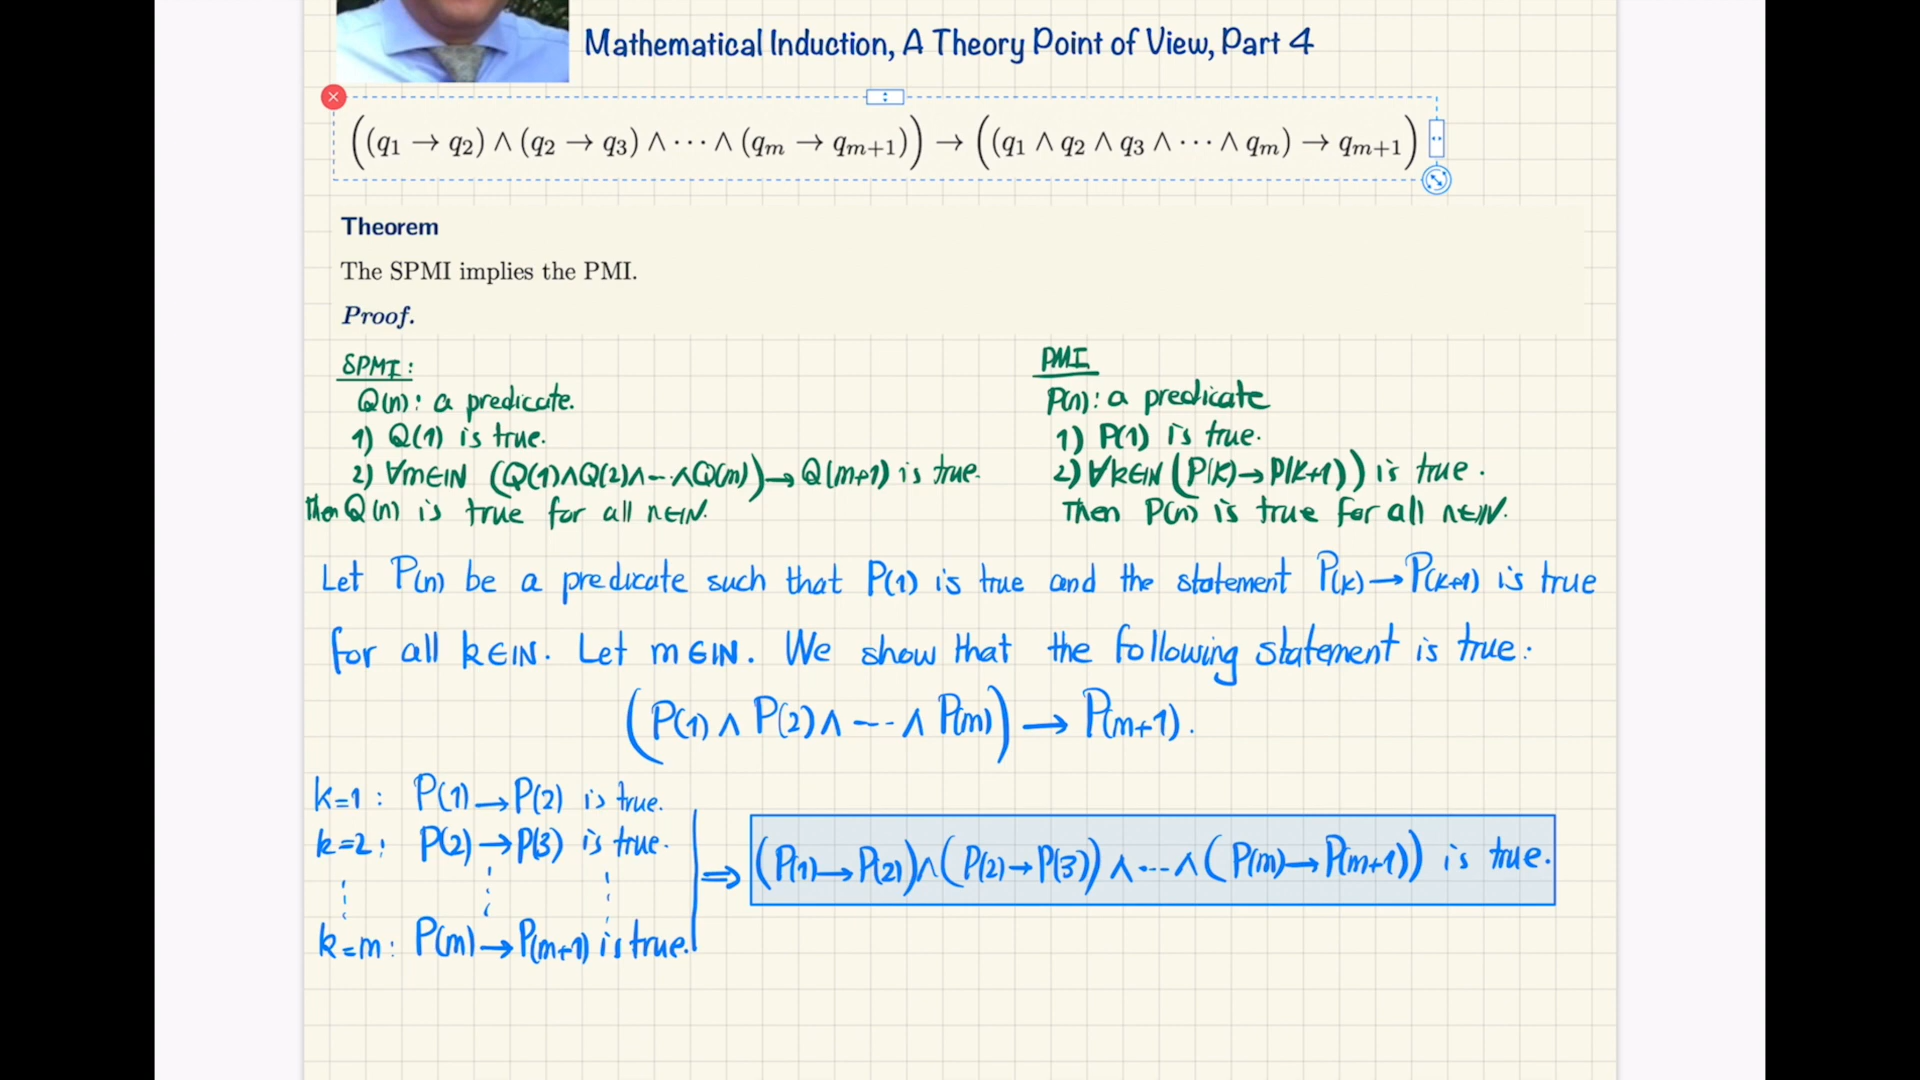 Mathematical Induction, A Theory Point of View, Part 4
((q₁ → q₂) ∧ (q₂ → q₃) ∧ ⋯ ∧ (qₘ → qₘ₊₁)) → ((q₁ ∧ q₂ ∧ q₃ ∧ ⋯ ∧ qₘ) → qₘ₊₁)
Theorem
The SPMI implies the PMI.
Proof.
SPMI:
Q(n): a predicate.
1) Q(1) is true.
2) ∀m∈ℕ (Q(1)∧Q(2)∧--∧Q(m))→Q(m+1) is true.
Then Q(n) is true for all n∈ℕ.
PMI
P(n): a predicate
1) P(1) is true.
2) ∀k∈ℕ (P(k)→P(k+1)) is true.
Then P(n) is true for all n∈ℕ.
Let P(n) be a predicate such that P(1) is true and the statement P(k)→P(k+1) is true
for all k∈ℕ. Let m∈ℕ. We show that the following statement is true:
(P(1) ∧ P(2) ∧ --- ∧ P(m)) → P(m+1).
k=1: P(1)→P(2) is true.
k=2: P(2)→P(3) is true.
k=m: P(m)→P(m+1) is true.
⇒ (P(1)→P(2))∧(P(2)→P(3))∧---∧(P(m)→P(m+1)) is true.